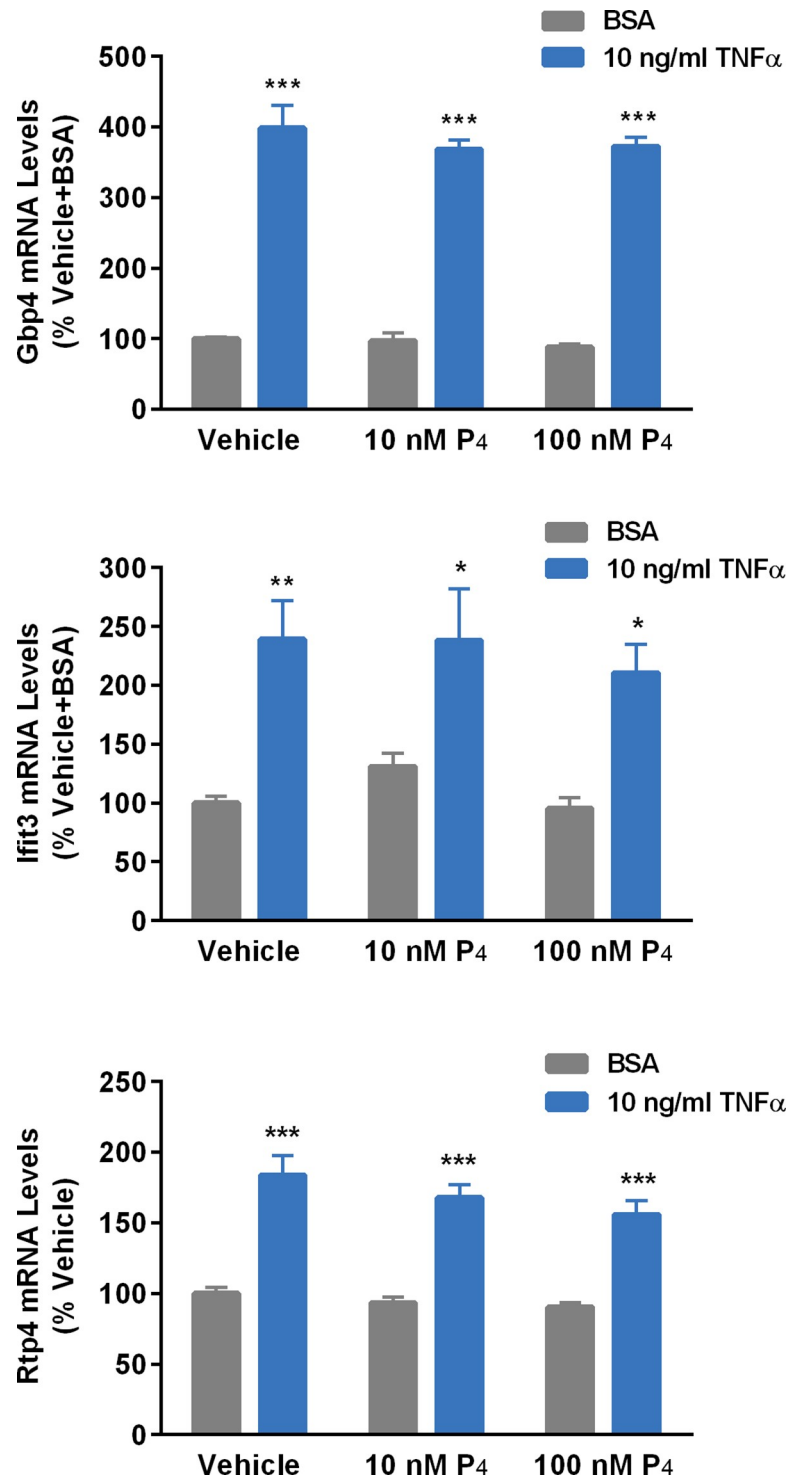 BSA
10 ng/ml TNFα
Gbp4 mRNA Levels
(% Vehicle+BSA)
500
400
300
200
100
0
***
***
***
Vehicle
10 nM P4
100 nM P4
BSA
10 ng/ml TNFα
Ifit3 mRNA Levels
(% Vehicle+BSA)
300
250
200
150
100
50
0
**
*
*
Vehicle
10 nM P4
100 nM P4
BSA
10 ng/ml TNFα
Rtp4 mRNA Levels
(% Vehicle)
250
200
150
100
50
0
***
***
***
Vehicle
10 nM P4
100 nM P4